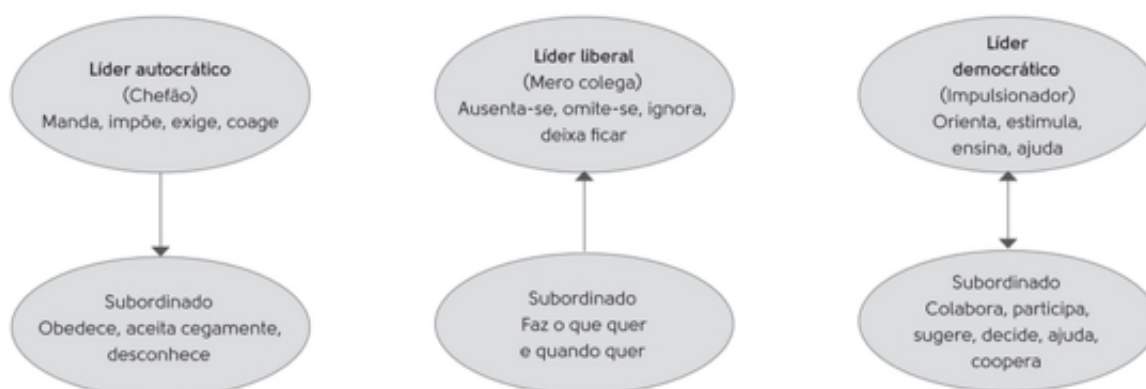 Líder autocrático
(Chefão)
Manda, impõe, exige, coage
Subordinado
Obedece, aceita cegamente,
desconhece
Líder liberal
(Mero colega)
Ausenta-se, omite-se, ignora,
deixa ficar
Subordinado
Faz o que quer
e quando quer
Líder
democrático
(Impulsionador)
Orienta, estimula,
ensina, ajuda
Subordinado
Colabora, participa,
sugere, decide, ajuda,
coopera